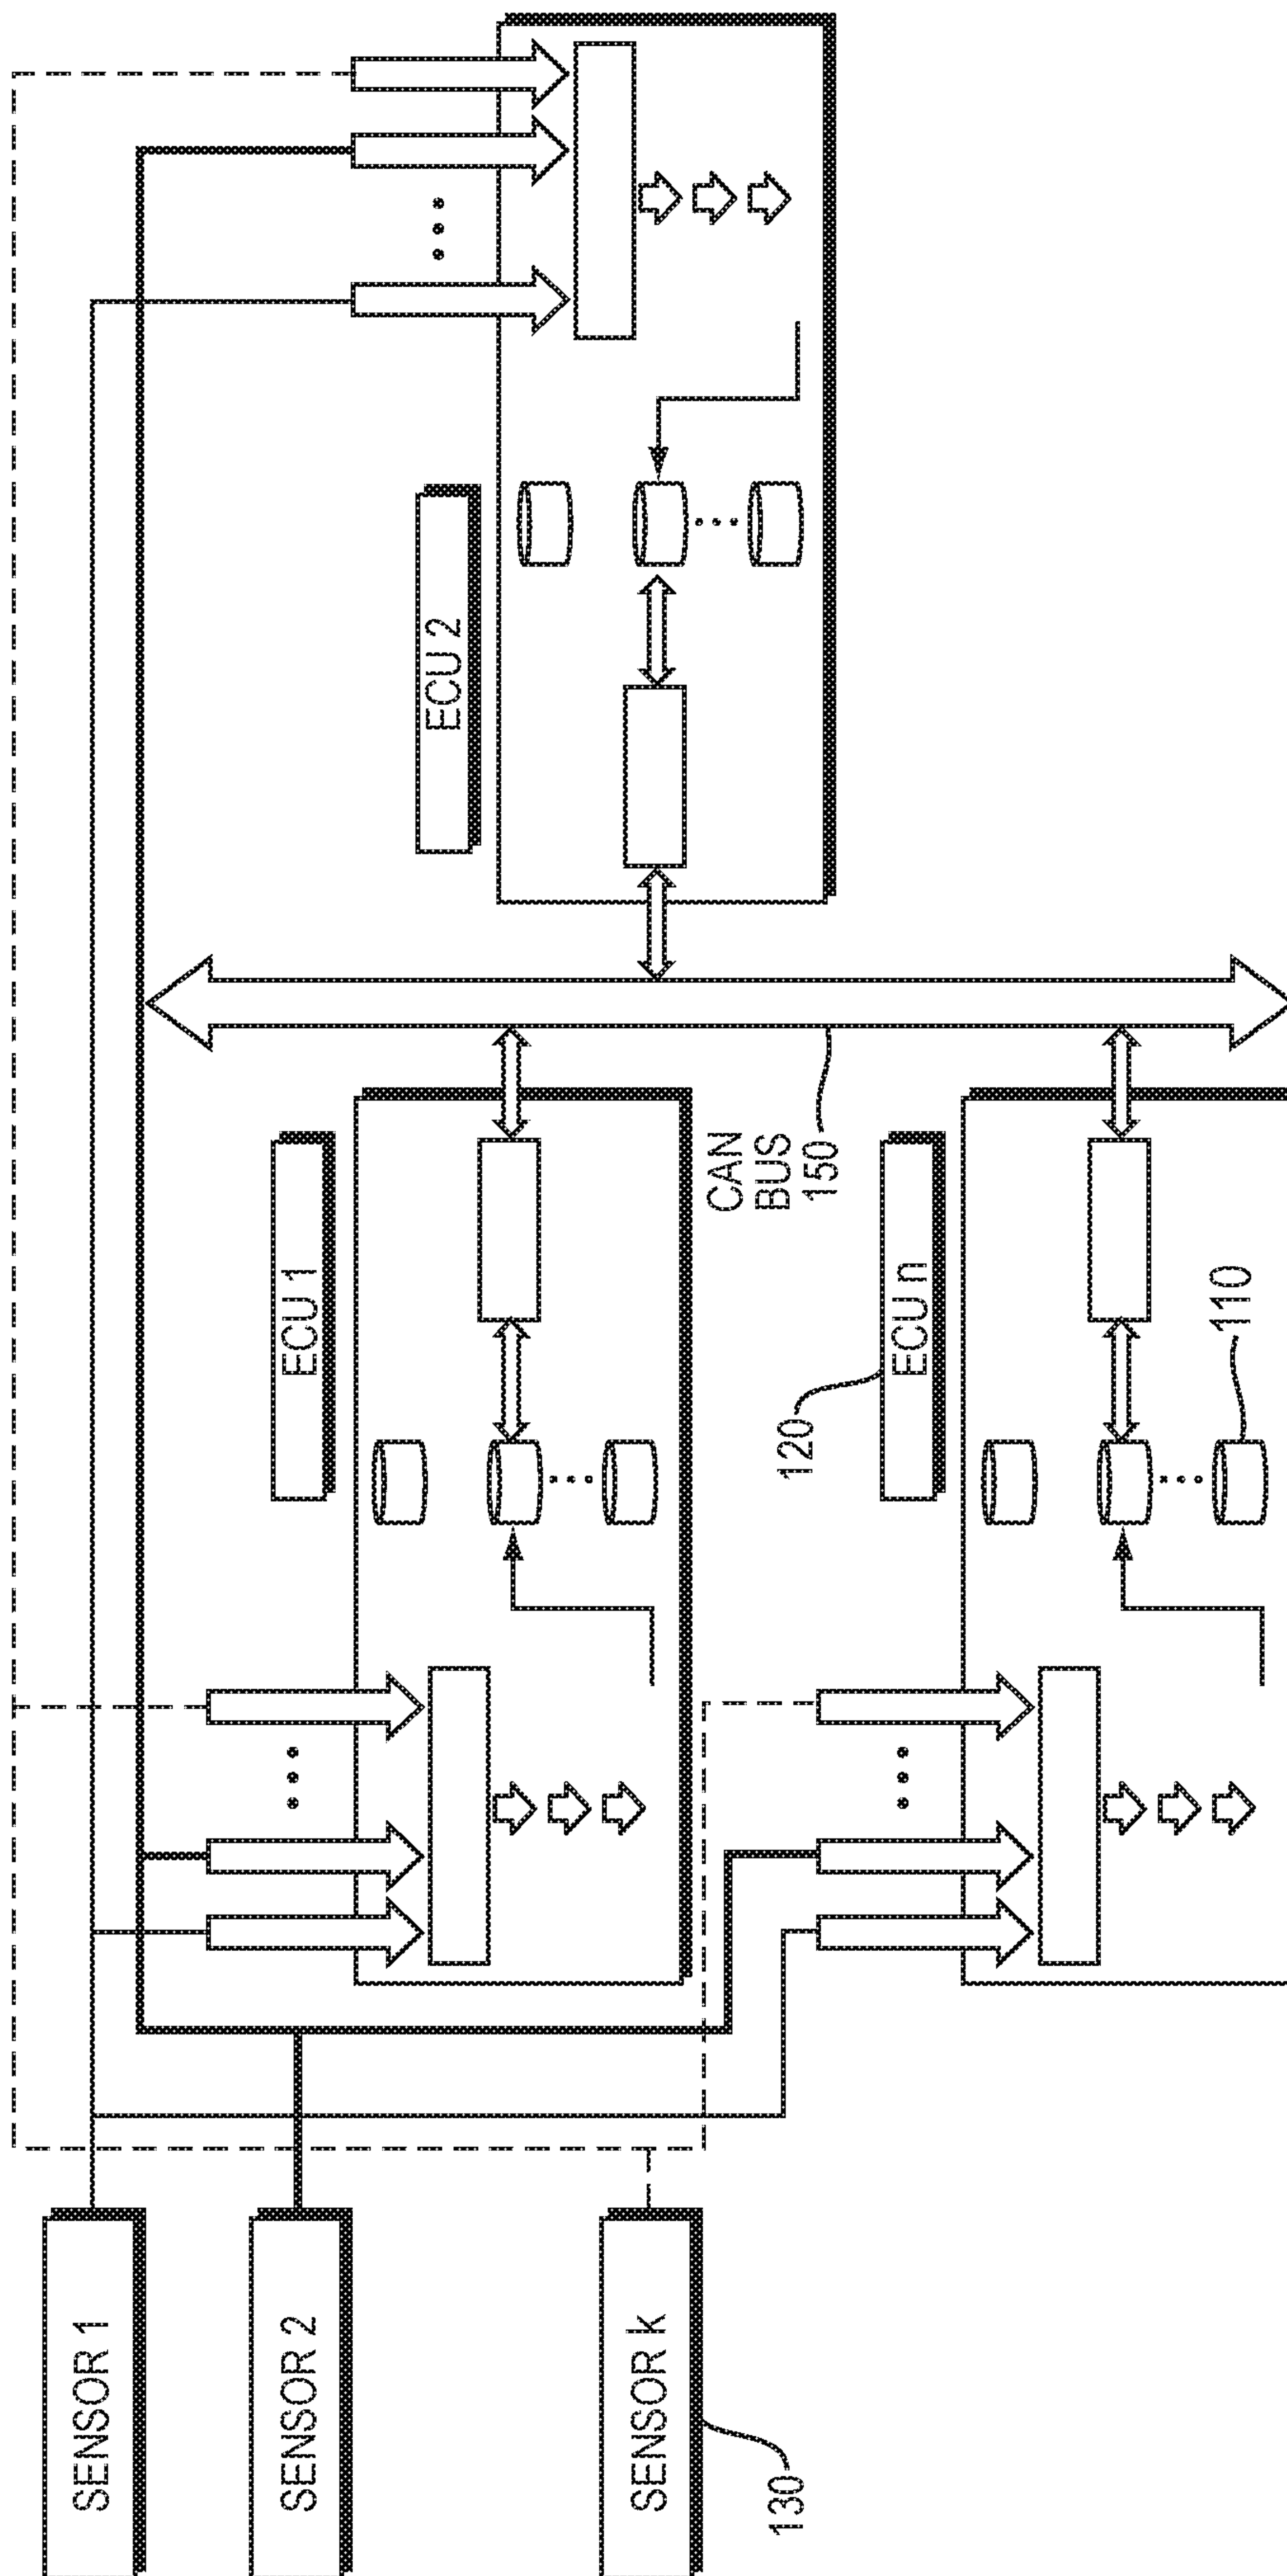 SENSOR 1
SENSOR 2
SENSOR k
130
ECU 1
ECU 2
CAN
BUS
150
ECU n
120
110